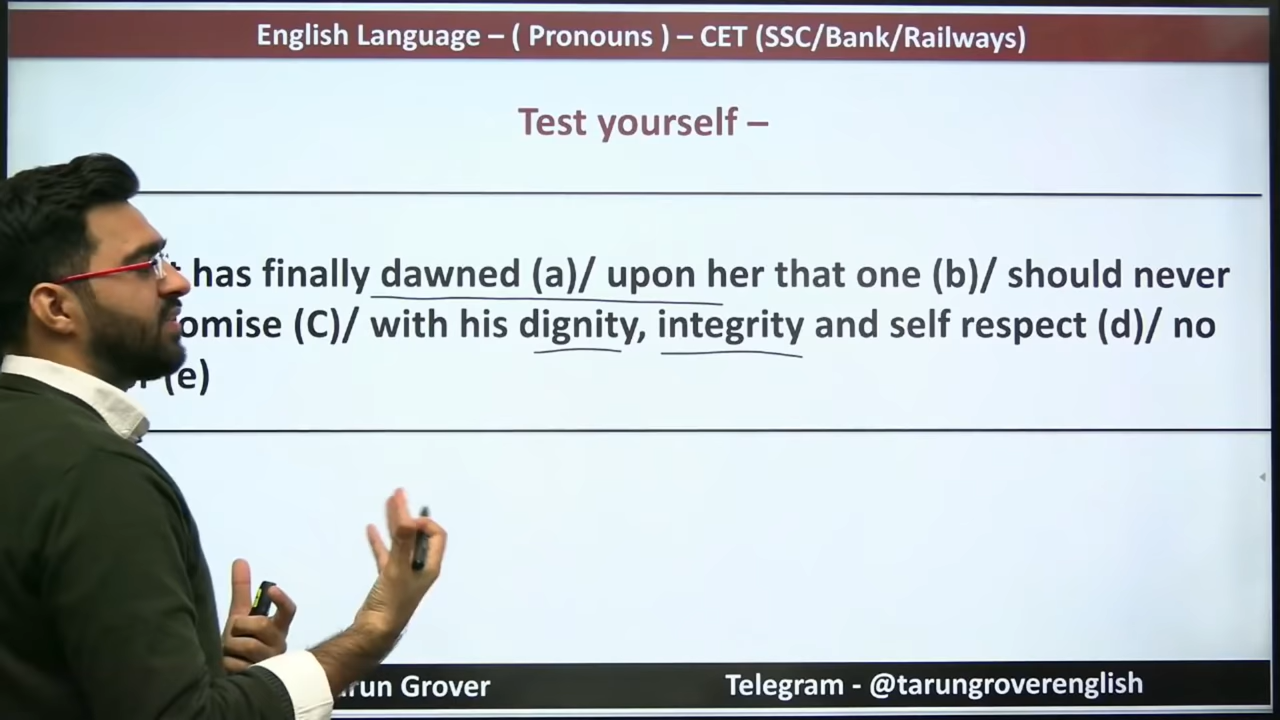 English Language – ( Pronouns ) – CET (SSC/Bank/Railways)
Test yourself –
has finally dawned (a)/ upon her that one (b)/ should never
omise (C)/ with his dignity, integrity and self respect (d)/ no
(e)
run Grover
Telegram - @tarungroverenglish